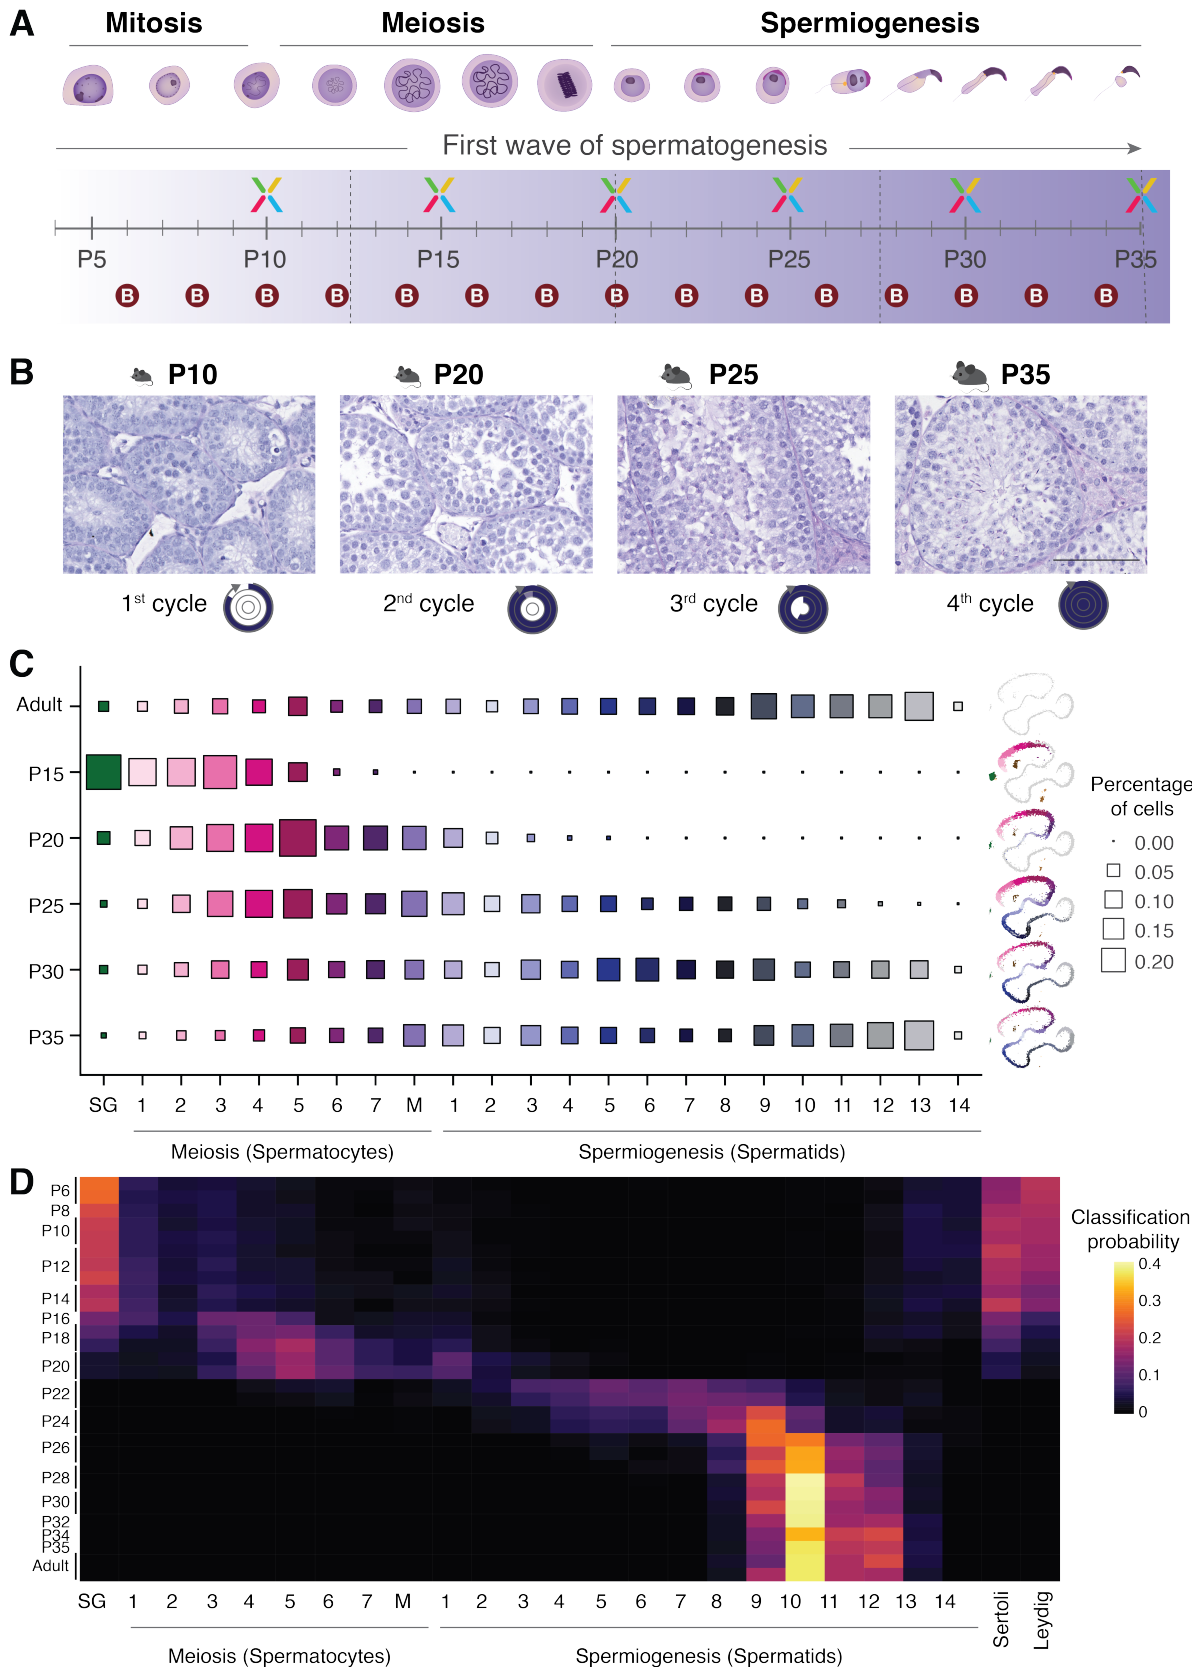 A
Mitosis
Meiosis
Spermiogenesis
First wave of spermatogenesis
P5 P10 P15 P20 P25 P30 P35
B B B B B B B B B B B B B B B
B
P10 P20 P25 P35
1st cycle 2nd cycle 3rd cycle 4th cycle
C
Adult
P15
P20
P25
P30
P35
Percentage
of cells
0.00
0.05
0.10
0.15
0.20
SG 1 2 3 4 5 6 7 M 1 2 3 4 5 6 7 8 9 10 11 12 13 14
Meiosis (Spermatocytes) Spermiogenesis (Spermatids)
D
P6
P8
P10
P12
P14
P16
P18
P20
P22
P24
P26
P28
P30
P32
P34
P35
Adult
Classification
probability
0.4
0.3
0.2
0.1
0
SG 1 2 3 4 5 6 7 M 1 2 3 4 5 6 7 8 9 10 11 12 13 14 Sertoli Leydig
Meiosis (Spermatocytes) Spermiogenesis (Spermatids)